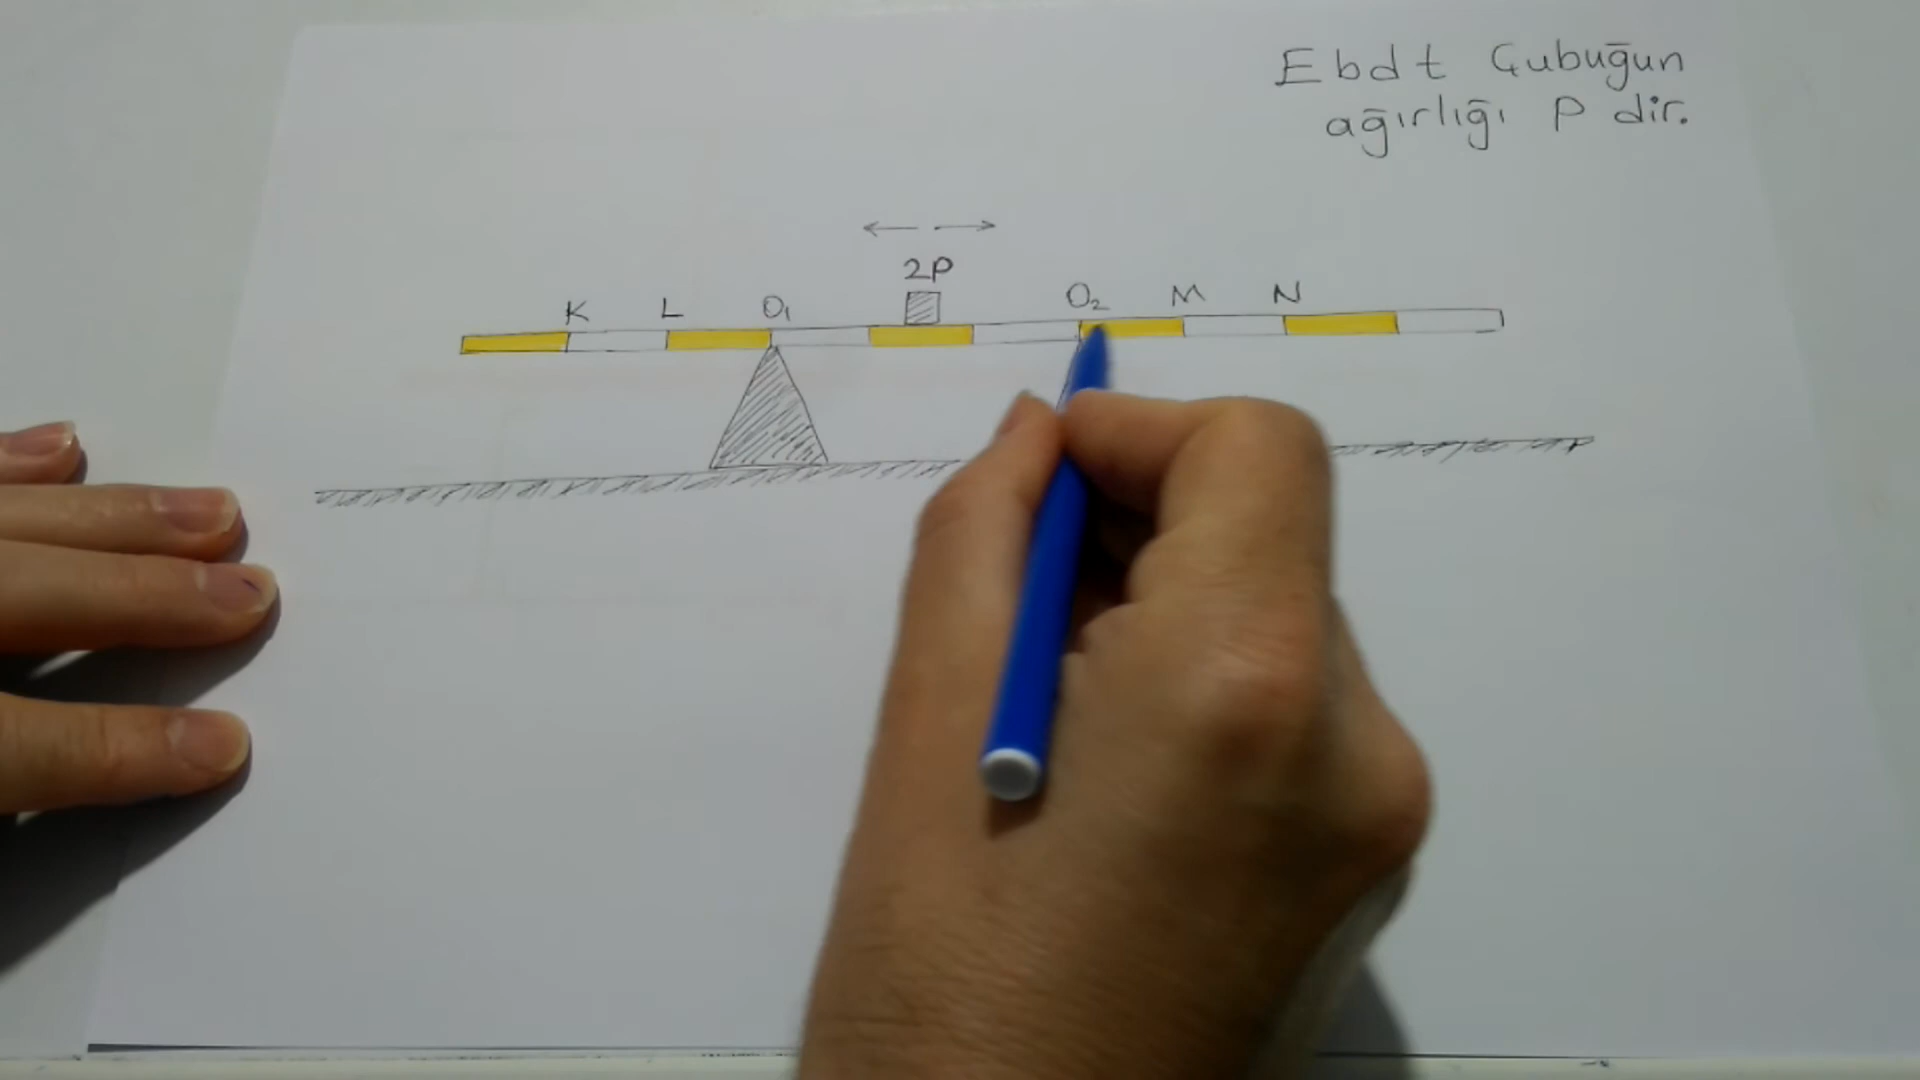 Ebdt Çubuğun
ağırlığı P dir.
2P
K L O₁ O₂ M N